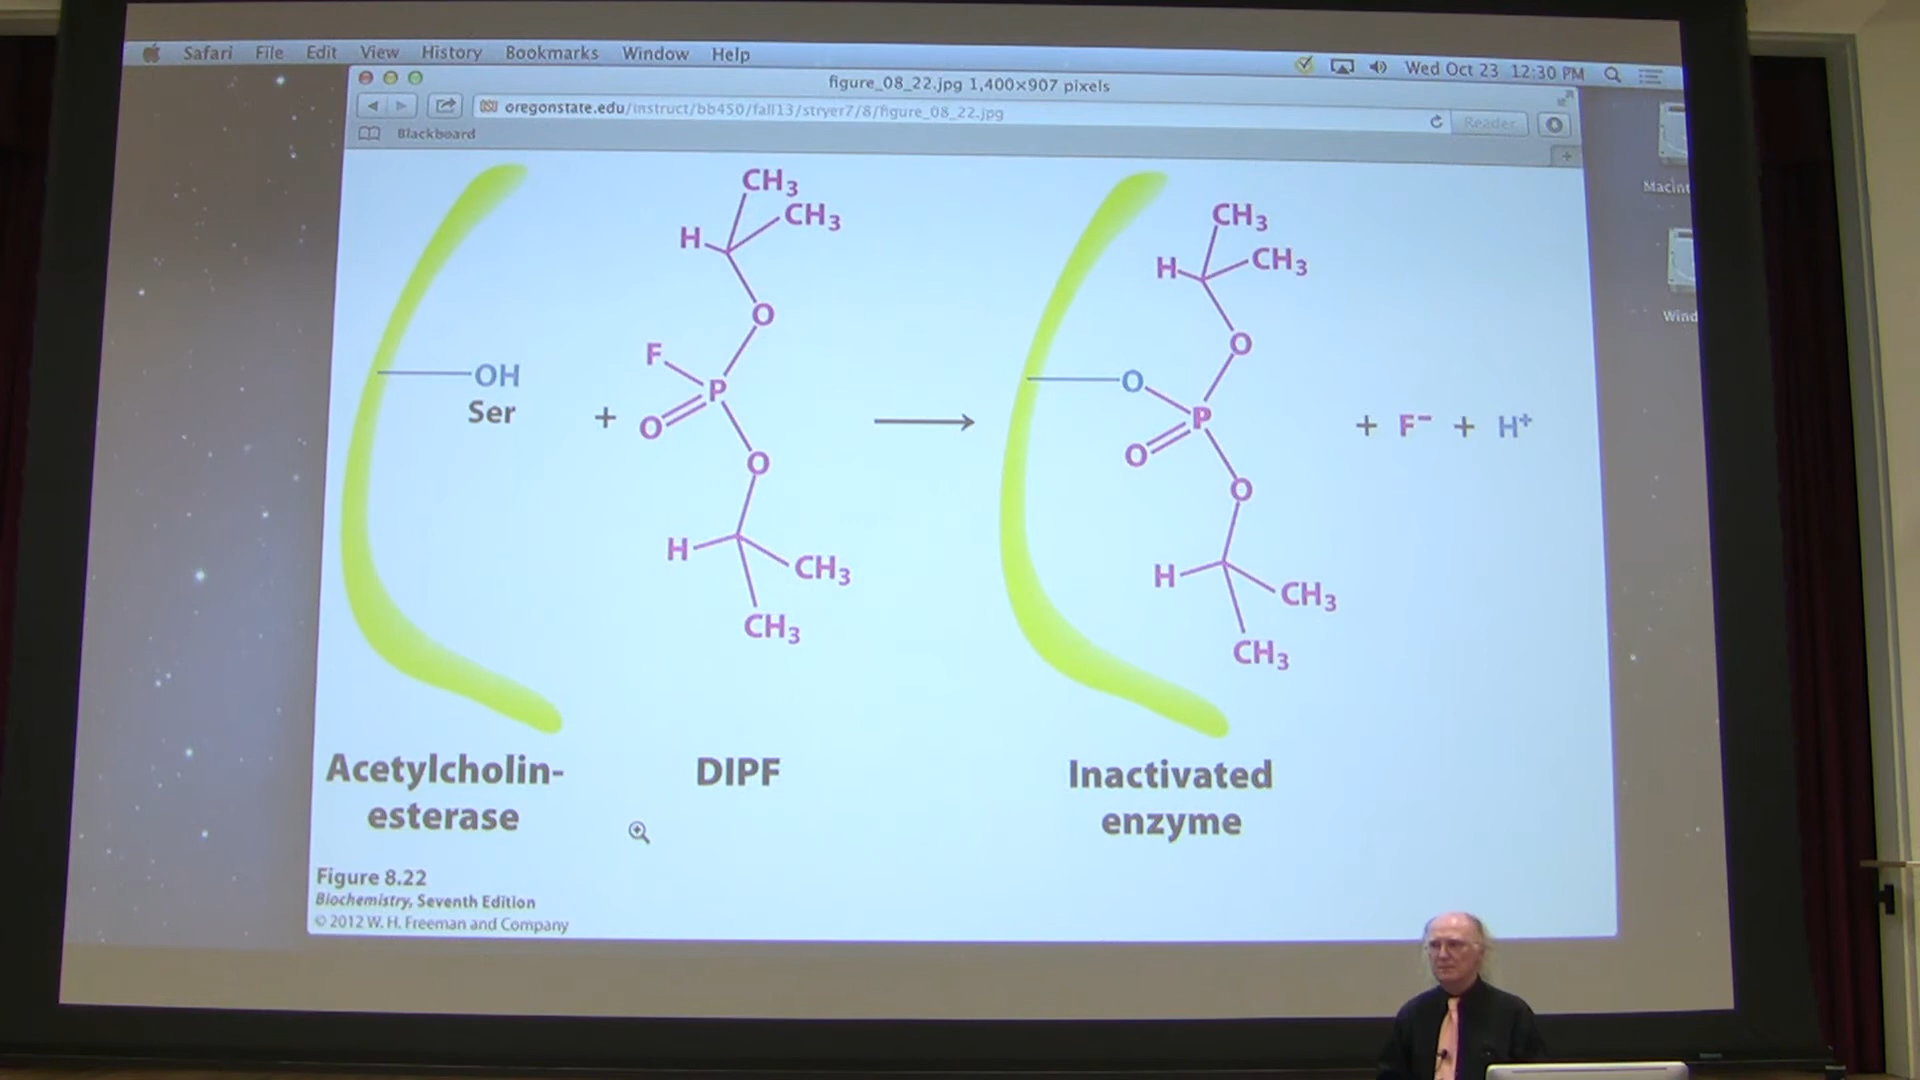 Safari File Edit View History Bookmarks Window Help
Wed Oct 23 12:30 PM
figure_08_22.jpg 1,400×907 pixels
OSU oregonstate.edu/instruct/bb450/fall13/stryer7/8/figure_08_22.jpg
Reader
Blackboard
Macint
Wind
CH3
CH3
H
O
F
P
O
O
H
CH3
CH3
OH
Ser
+
CH3
CH3
H
O
O
P
O
O
H
CH3
CH3
+ F− + H+
Acetylcholin-
esterase
DIPF
Inactivated
enzyme
Figure 8.22
Biochemistry, Seventh Edition
© 2012 W. H. Freeman and Company